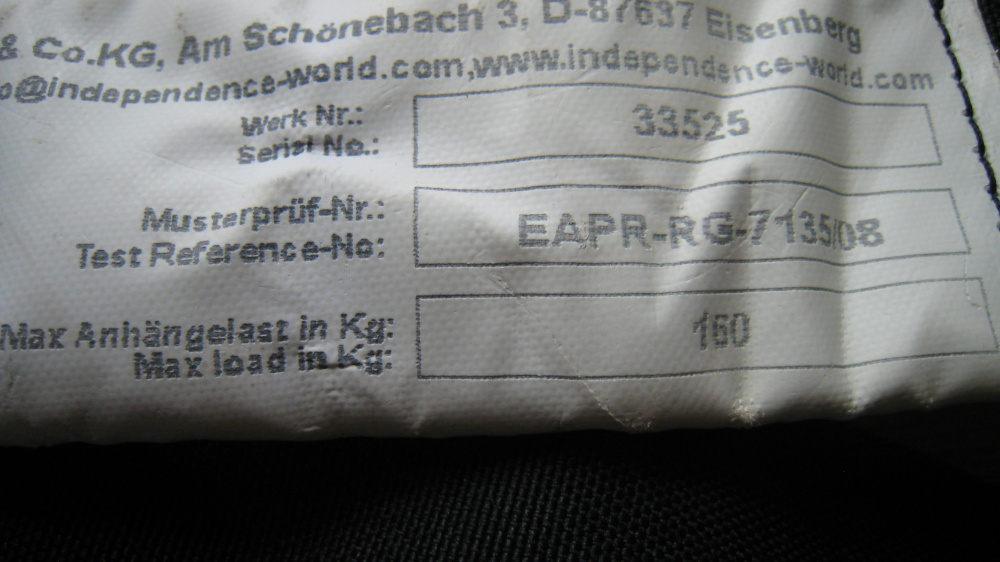 & Co.KG, Am Schönebach 3, D-87637 Eisenberg
o@independence-world.com,www.independence-world.com
Werk Nr.: 33525
Serial No.:
Musterprüf-Nr.: EAPR-RG-7135/08
Test Reference-No:
Max Anhängelast in Kg: 160
Max load in Kg: